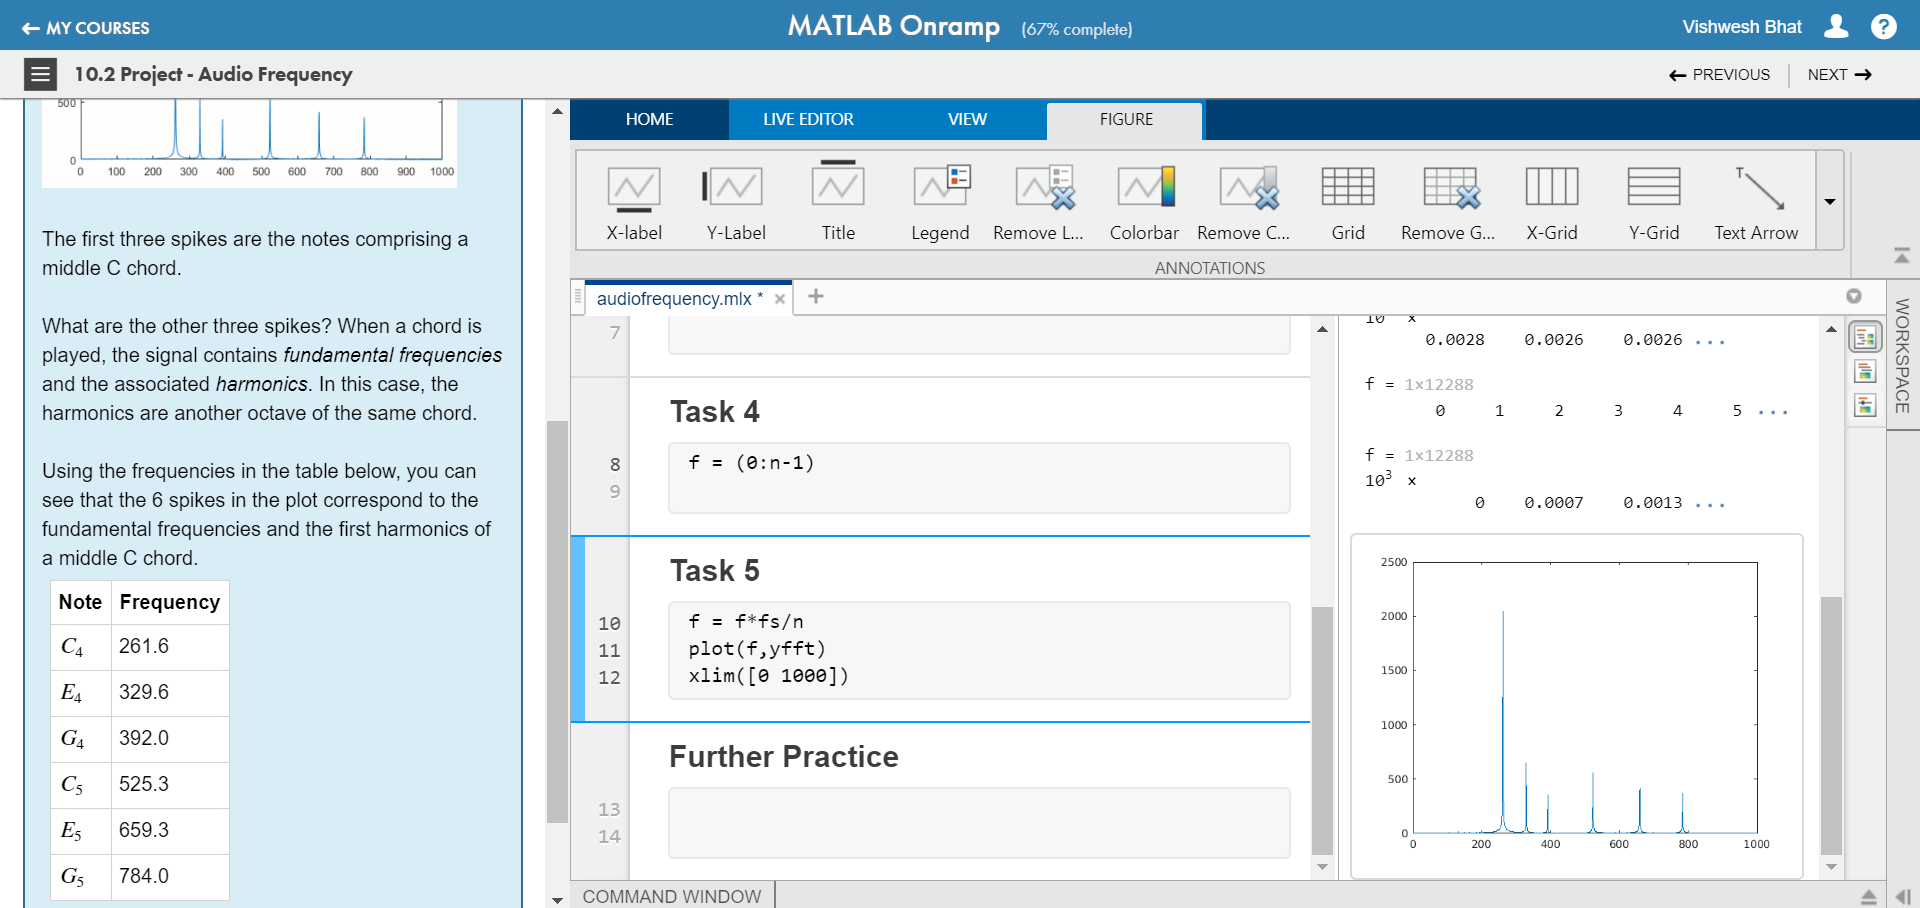 ← MY COURSES
MATLAB Onramp (67% complete)
Vishwesh Bhat
?
10.2 Project - Audio Frequency
← PREVIOUS
NEXT →
500
0
0 100 200 300 400 500 600 700 800 900 1000
The first three spikes are the notes comprising a
middle C chord.
What are the other three spikes? When a chord is
played, the signal contains fundamental frequencies
and the associated harmonics. In this case, the
harmonics are another octave of the same chord.
Using the frequencies in the table below, you can
see that the 6 spikes in the plot correspond to the
fundamental frequencies and the first harmonics of
a middle C chord.
Note Frequency
C4 261.6
E4 329.6
G4 392.0
C5 525.3
E5 659.3
G5 784.0
HOME LIVE EDITOR VIEW FIGURE
X-label Y-Label Title Legend Remove L... Colorbar Remove C... Grid Remove G... X-Grid Y-Grid Text Arrow
T
ANNOTATIONS
audiofrequency.mlx *
7
Task 4
8 f = (0:n-1)
9
Task 5
10 f = f*fs/n
11 plot(f,yfft)
12 xlim([0 1000])
Further Practice
13
14
COMMAND WINDOW
10 x
0.0028 0.0026 0.0026 ...
f = 1×12288
0 1 2 3 4 5 ...
f = 1×12288
10³ x
0 0.0007 0.0013 ...
2500
2000
1500
1000
500
0
0 200 400 600 800 1000
WORKSPACE